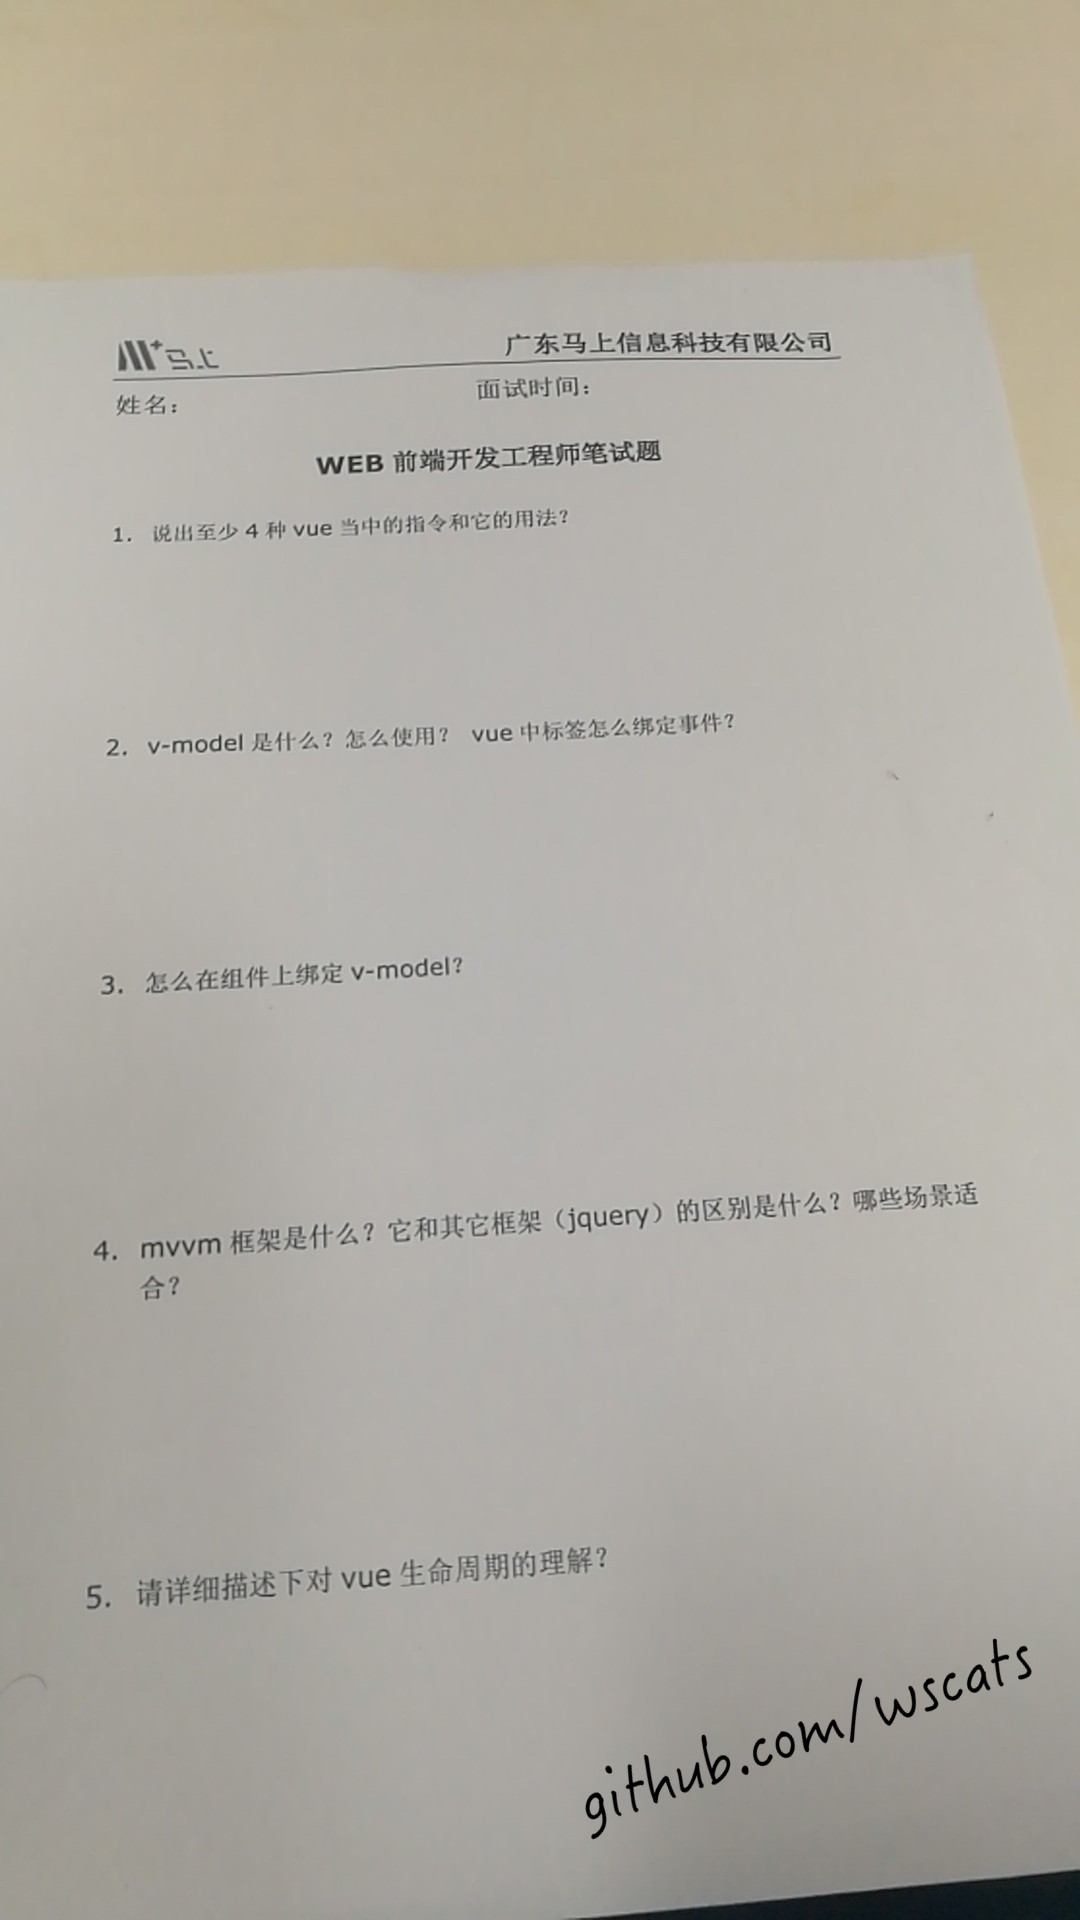 M+马上
广东马上信息科技有限公司
姓名：
面试时间：
WEB 前端开发工程师笔试题
1. 说出至少 4 种 vue 当中的指令和它的用法？
2. v-model 是什么？怎么使用？ vue 中标签怎么绑定事件？
3. 怎么在组件上绑定 v-model？
4. mvvm 框架是什么？它和其它框架（jquery）的区别是什么？哪些场景适
合？
5. 请详细描述下对 vue 生命周期的理解？
github.com/wscats